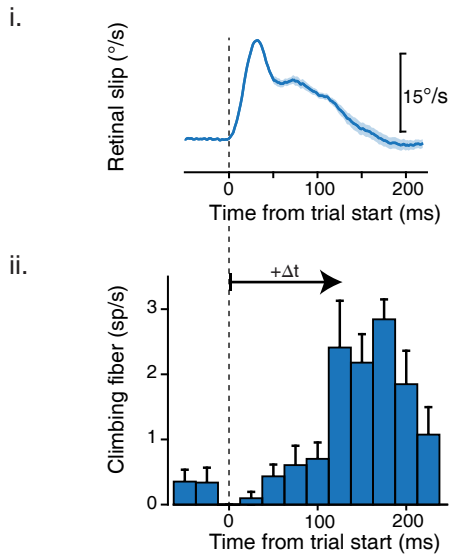 i.
Retinal slip (°/s)
15°/s
0 100 200
Time from trial start (ms)
ii.
+Δt
Climbing fiber (sp/s)
3
2
1
0
0 100 200
Time from trial start (ms)